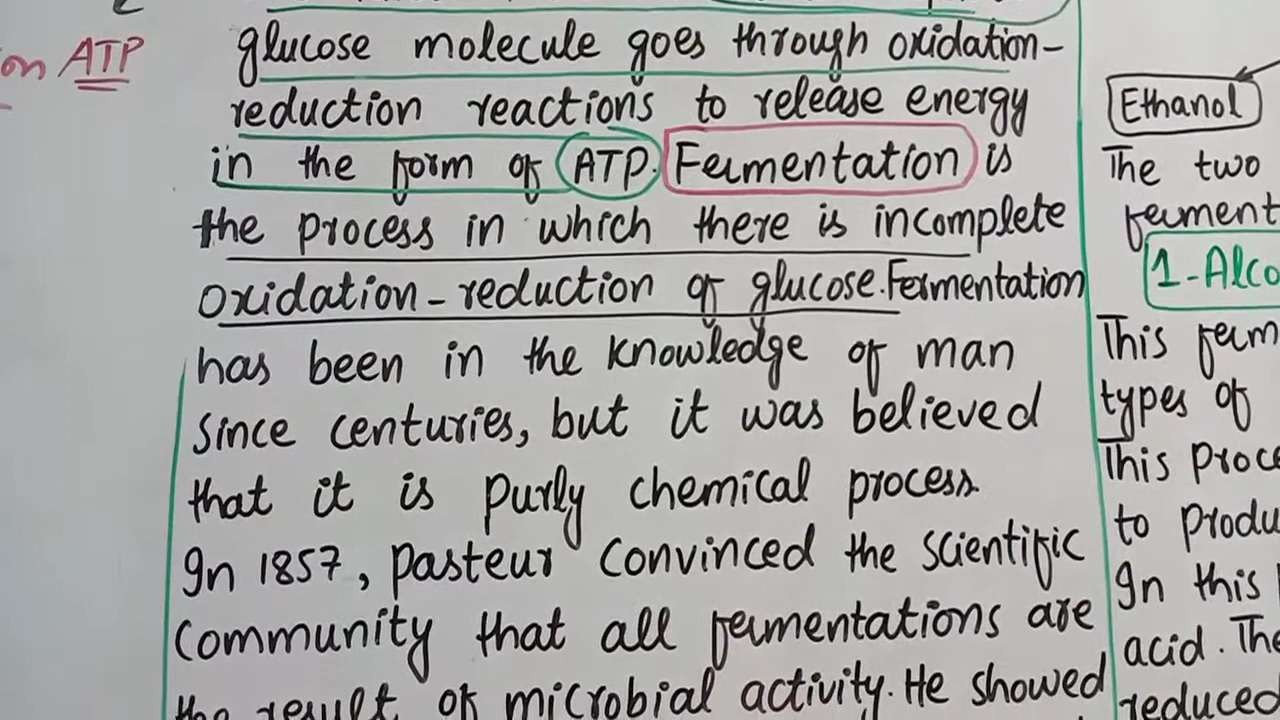 on ATP
glucose molecule goes through oxidation-
reduction reactions to release energy
in the form of ATP. Fermentation is
the process in which there is incomplete
oxidation-reduction of glucose. Fermentation
has been in the knowledge of man
since centuries, but it was believed
that it is purly chemical process.
In 1857, Pasteur convinced the scientific
community that all fermentations are
the result of microbial activity. He showed
Ethanol
The two
ferment
1-Alco
This ferm
types of
This proce
to produ
In this
acid. The
reduced